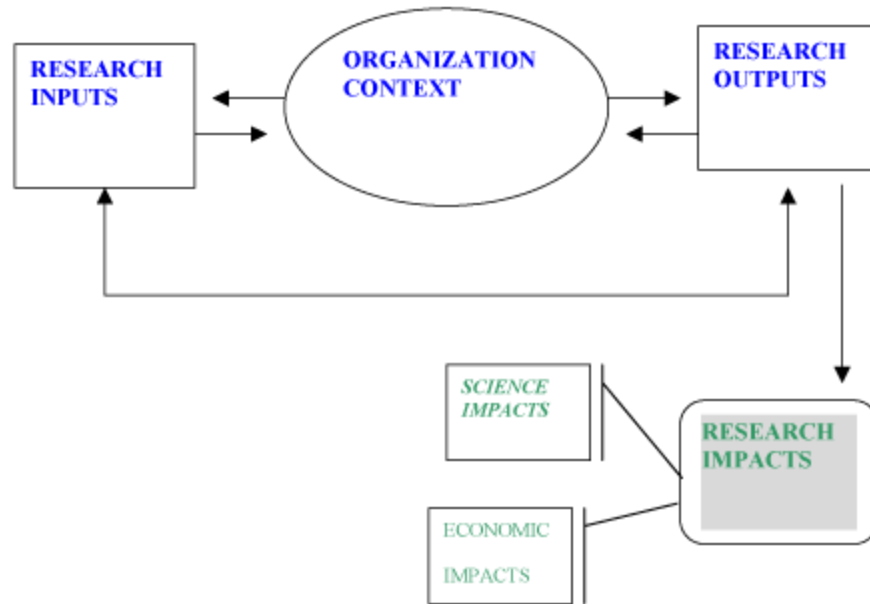 RESEARCH
INPUTS
ORGANIZATION
CONTEXT
RESEARCH
OUTPUTS
SCIENCE
IMPACTS
RESEARCH
IMPACTS
ECONOMIC
IMPACTS